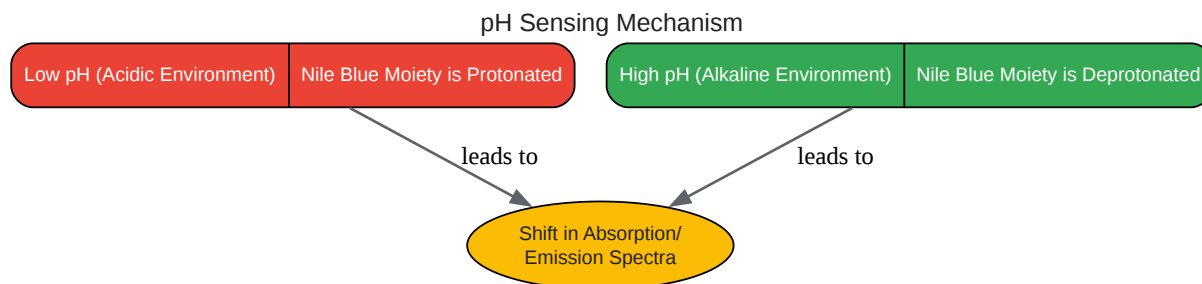 pH Sensing Mechanism
Low pH (Acidic Environment)
Nile Blue Moiety is Protonated
High pH (Alkaline Environment)
Nile Blue Moiety is Deprotonated
leads to
leads to
Shift in Absorption/
Emission Spectra